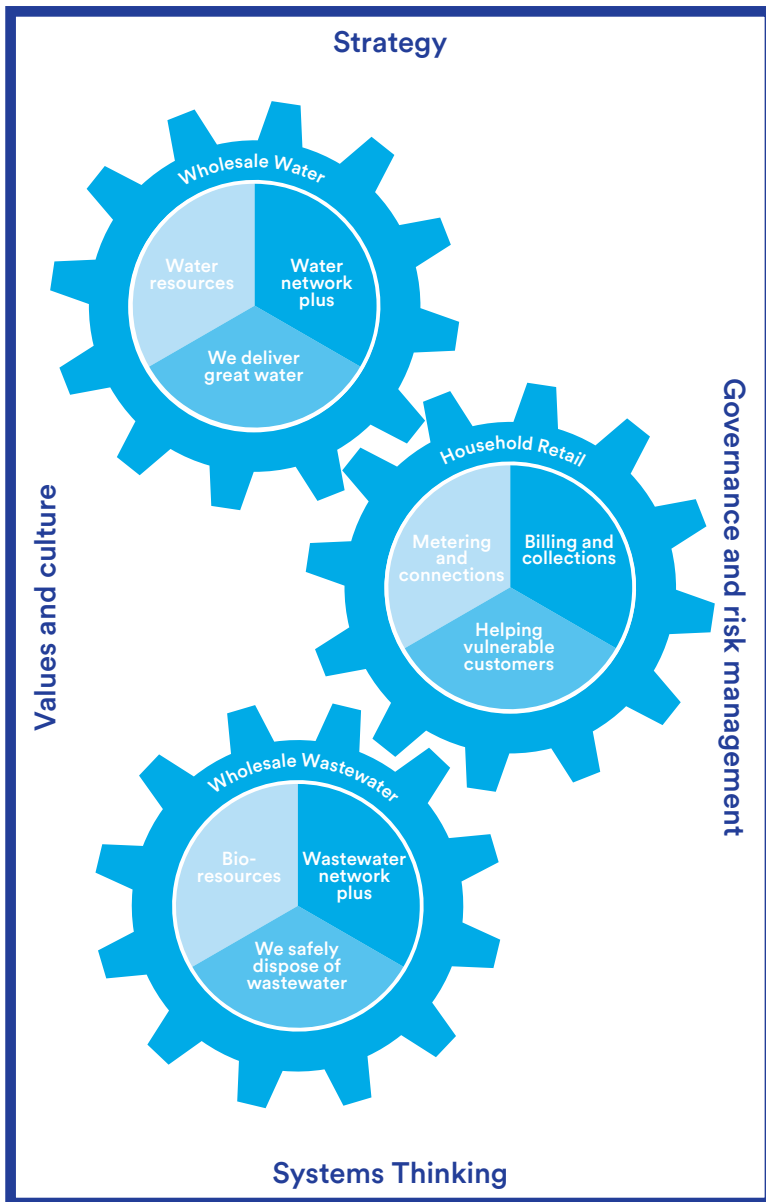 Strategy
Wholesale Water
Water
resources
Water
network
plus
We deliver
great water
Values and culture
Governance and risk management
Household Retail
Metering
and
connections
Billing and
collections
Helping
vulnerable
customers
Wholesale Wastewater
Bio-
resources
Wastewater
network
plus
We safely
dispose of
wastewater
Systems Thinking